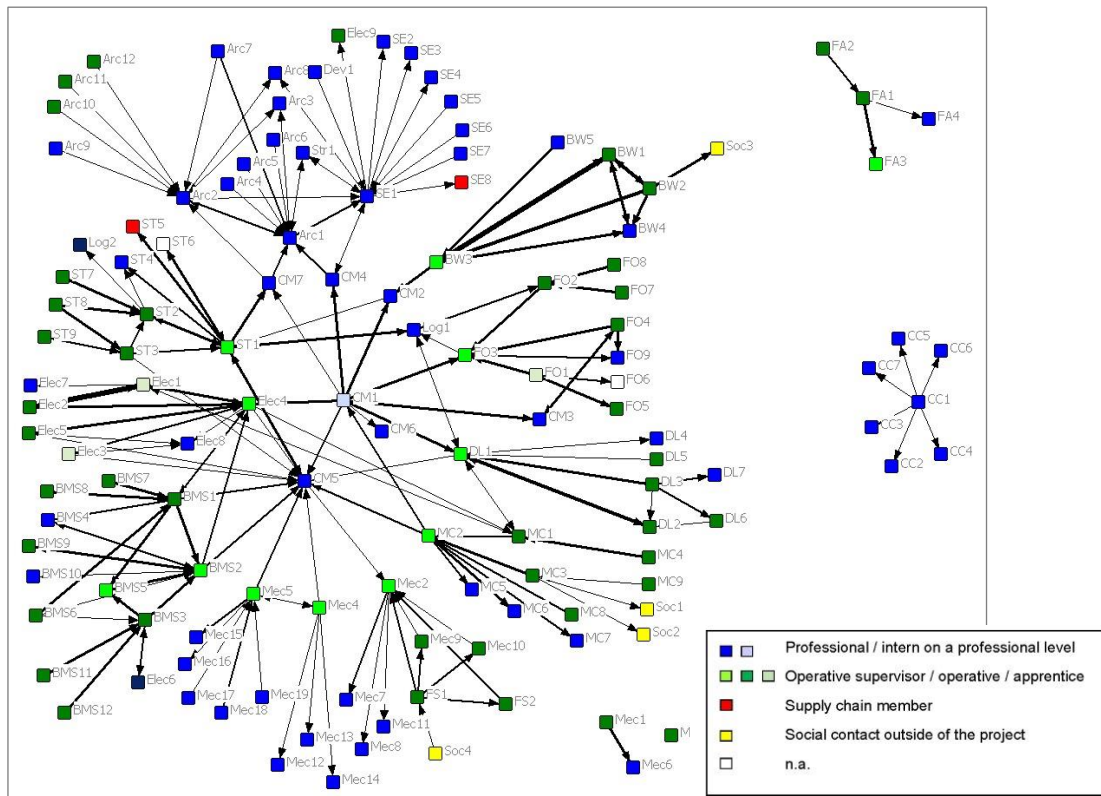 Arc12
Arc7
Elec9
SE2
SE3
FA2
Arc11
Arc8
Dev1
SE4
Arc10
Arc3
SE5
FA1
FA4
Arc9
Arc6
SE6
BW5
BW1
Soc3
Arc5
Str1
SE7
FA3
Arc4
SE8
BW2
Arc2
SE1
ST5
BW4
Log2
ST6
Arc1
ST4
BW3
ST7
CM7
CM4
FO8
CM2
FO2
FO7
ST8
ST2
Log1
FO4
ST9
ST3
ST1
FO3
FO9
CC5
CC6
Elec7
Elec1
FO1
FO6
CC7
Elec2
Elec4
CM1
CM3
FO5
CC1
Elec5
Elec8
CM6
CC3
Elec3
DL1
DL4
DL5
CC2
CC4
BMS7
CM5
DL3
DL7
BMS8
BMS1
BMS4
DL2
DL6
BMS9
MC2
MC1
MC4
BMS10
BMS2
MC3
MC9
BMS5
Mec5
Mec4
Mec2
MC5
MC6
MC8
Soc1
BMS6
BMS3
Mec15
Mec9
Mec10
MC7
Soc2
Mec16
BMS11
Elec6
Mec17
Mec19
Mec7
FS1
FS2
BMS12
Mec18
Mec11
Mec13
Mec8
Soc4
Mec1
M
Mec12
Mec14
Mec6
Professional / intern on a professional level
Operative supervisor / operative / apprentice
Supply chain member
Social contact outside of the project
n.a.